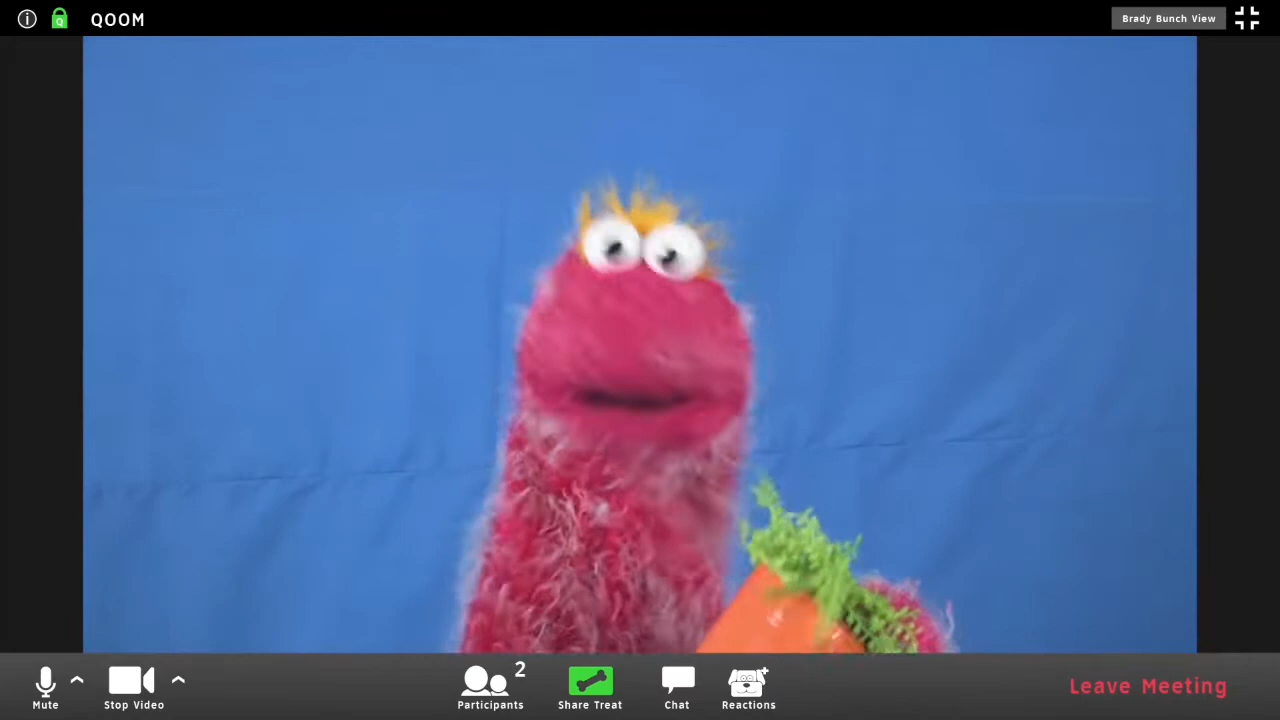 QOOM
Brady Bunch View
Q
Mute
Stop Video
2
Participants
Share Treat
Chat
Reactions
Leave Meeting